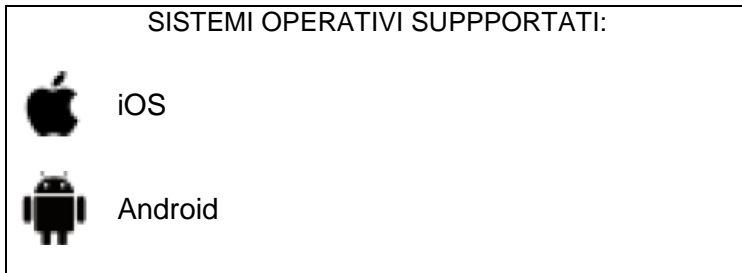 SISTEMI OPERATIVI SUPPPORTATI:
iOS
Android